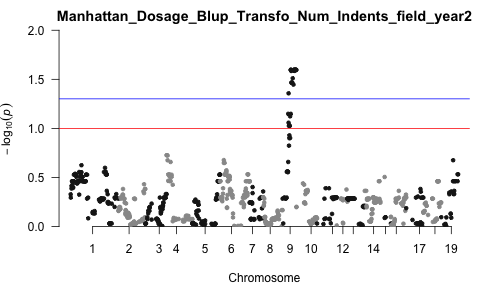 Manhattan_Dosage_Blup_Transfo_Num_Indents_field_year2
2.0
1.5
1.0
0.5
0.0
− log10(p)
1 2 3 4 5 6 7 8 9 10 12 14 17 19
Chromosome